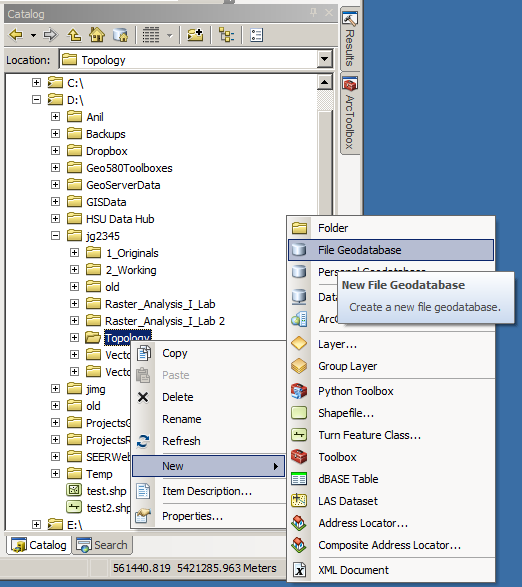 Catalog
Location: Topology
C:\
D:\
Anil
Backups
Dropbox
Geo580Toolboxes
GeoServerData
GISData
HSU Data Hub
jg2345
1_Originals
2_Working
old
Raster_Analysis_I_Lab
Raster_Analysis_I_Lab 2
Topology
Vecto
Vecto
jimg
old
ProjectsG
ProjectsR
SEERWeb
Temp
test.shp
test2.shp
E:\
Catalog
Search
561440.819 5421285.963 Meters
Results
ArcToolbox
Copy
Paste
Delete
Rename
Refresh
New
Item Description...
Properties...
Folder
File Geodatabase
Personal Geodatabase
New File Geodatabase
Create a new file geodatabase.
Data
ArcG
Layer...
Group Layer
Python Toolbox
Shapefile...
Turn Feature Class...
Toolbox
dBASE Table
LAS Dataset
Address Locator...
Composite Address Locator...
XML Document